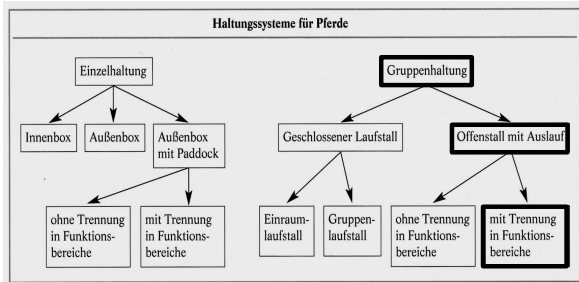 Haltungssysteme für Pferde
Einzelhaltung
Gruppenhaltung
Innenbox
Außenbox
Außenbox
mit Paddock
Geschlossener Laufstall
Offenstall mit Auslauf
ohne Trennung
in Funktions-
bereiche
mit Trennung
in Funktions-
bereiche
Einraum-
laufstall
Gruppen-
laufstall
ohne Trennung
in Funktions-
bereiche
mit Trennung
in Funktions-
bereiche